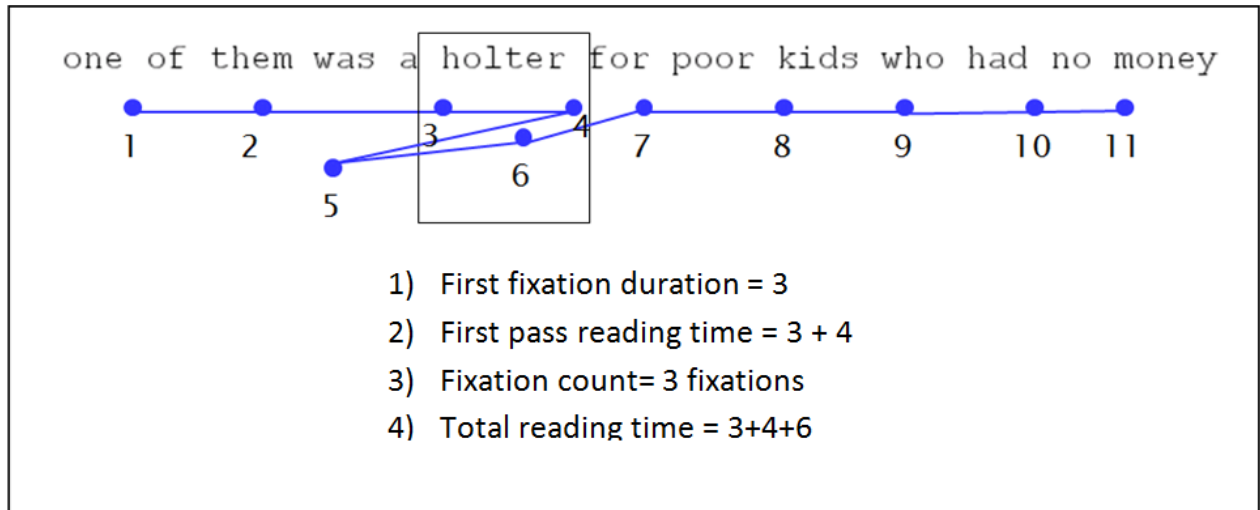 one of them was a holter for poor kids who had no money
1 2 3 4 7 8 9 10 11
5 6
1) First fixation duration = 3
2) First pass reading time = 3 + 4
3) Fixation count= 3 fixations
4) Total reading time = 3+4+6